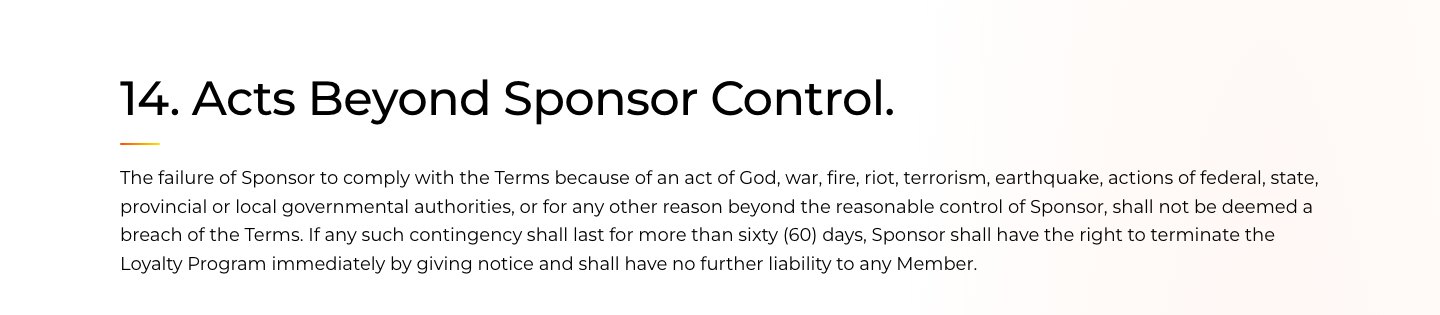 14. Acts Beyond Sponsor Control.
The failure of Sponsor to comply with the Terms because of an act of God, war, fire, riot, terrorism, earthquake, actions of federal, state,
provincial or local governmental authorities, or for any other reason beyond the reasonable control of Sponsor, shall not be deemed a
breach of the Terms. If any such contingency shall last for more than sixty (60) days, Sponsor shall have the right to terminate the
Loyalty Program immediately by giving notice and shall have no further liability to any Member.